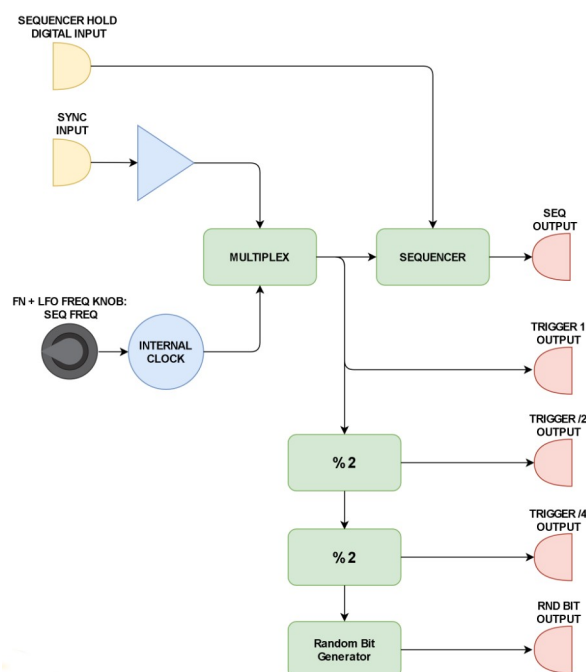 SEQUENCER HOLD
DIGITAL INPUT
SYNC
INPUT
MULTIPLEX
SEQUENCER
SEQ
OUTPUT
FN + LFO FREQ KNOB:
SEQ FREQ
INTERNAL
CLOCK
TRIGGER 1
OUTPUT
%2
TRIGGER /2
OUTPUT
%2
TRIGGER /4
OUTPUT
Random Bit
Generator
RND BIT
OUTPUT